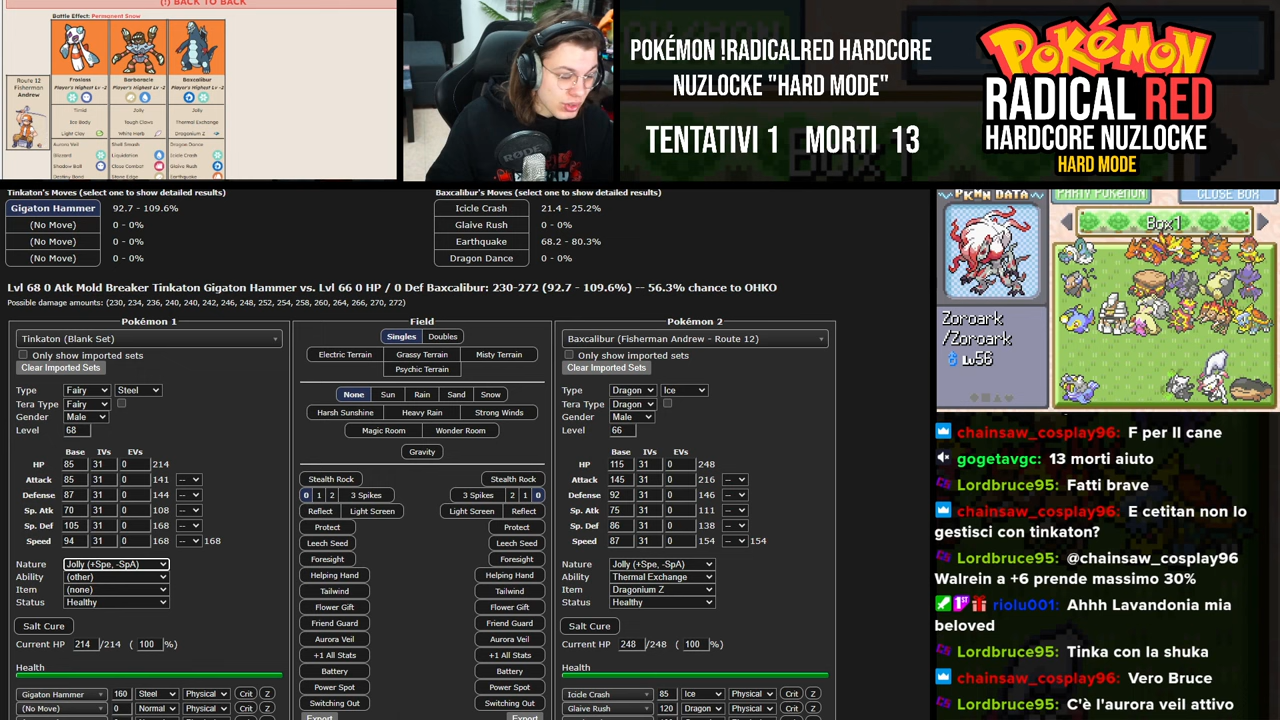 (!) BACK TO BACK
Battle Effect: Permanent Snow
Froslass Barbaracle Baxcalibur
Player's Highest Lv -2 Player's Highest Lv -2 Player's Highest Lv -2
Route 12
Fisherman
Andrew
Timid Jolly Jolly
Ice Body Tough Claws Thermal Exchange
Light Clay White Herb Dragonium Z
Aurora Veil Shell Smash Dragon Dance
Blizzard Liquidation Icicle Crash
Shadow Ball Close Combat Glaive Rush
Destiny Bond Stone Edge Earthquake
POKÉMON !RADICALRED HARDCORE
NUZLOCKE "HARD MODE"
TENTATIVI 1 MORTI 13
POKéMON
RADICAL RED
HARDCORE NUZLOCKE
HARD MODE
Tinkaton's Moves (select one to show detailed results)
Baxcalibur's Moves (select one to show detailed results)
Gigaton Hammer 92.7 - 109.6%
(No Move) 0 - 0%
(No Move) 0 - 0%
(No Move) 0 - 0%
Icicle Crash 21.4 - 25.2%
Glaive Rush 0 - 0%
Earthquake 68.2 - 80.3%
Dragon Dance 0 - 0%
Lvl 68 0 Atk Mold Breaker Tinkaton Gigaton Hammer vs. Lvl 66 0 HP / 0 Def Baxcalibur: 230-272 (92.7 - 109.6%) -- 56.3% chance to OHKO
Possible damage amounts: (230, 234, 236, 240, 240, 242, 246, 248, 252, 254, 258, 260, 264, 266, 270, 272)
Pokémon 1
Tinkaton (Blank Set)
Only show imported sets
Clear Imported Sets
Type Fairy Steel
Tera Type Fairy
Gender Male
Level 68
Base IVs EVs
HP 85 31 0 214
Attack 85 31 0 141 --
Defense 87 31 0 144 --
Sp. Atk 70 31 0 108 --
Sp. Def 105 31 0 168 --
Speed 94 31 0 168 -- 168
Nature Jolly (+Spe, -SpA)
Ability (other)
Item (none)
Status Healthy
Salt Cure
Current HP 214 /214 ( 100 %)
Health
Gigaton Hammer 160 Steel Physical Crit Z
(No Move) 0 Normal Physical Crit Z
Field
Singles Doubles
Electric Terrain Grassy Terrain Misty Terrain
Psychic Terrain
None Sun Rain Sand Snow
Harsh Sunshine Heavy Rain Strong Winds
Magic Room Wonder Room
Gravity
Stealth Rock Stealth Rock
0 1 2 3 Spikes 3 Spikes 2 1 0
Reflect Light Screen Light Screen Reflect
Protect Protect
Leech Seed Leech Seed
Foresight Foresight
Helping Hand Helping Hand
Tailwind Tailwind
Flower Gift Flower Gift
Friend Guard Friend Guard
Aurora Veil Aurora Veil
+1 All Stats +1 All Stats
Battery Battery
Power Spot Power Spot
Switching Out Switching Out
Export Export
Pokémon 2
Baxcalibur (Fisherman Andrew - Route 12)
Only show imported sets
Clear Imported Sets
Type Dragon Ice
Tera Type Dragon
Gender Male
Level 66
Base IVs EVs
HP 115 31 0 248
Attack 145 31 0 216 --
Defense 92 31 0 146 --
Sp. Atk 75 31 0 111 --
Sp. Def 86 31 0 138 --
Speed 87 31 0 154 -- 154
Nature Jolly (+Spe, -SpA)
Ability Thermal Exchange
Item Dragonium Z
Status Healthy
Salt Cure
Current HP 248 /248 ( 100 %)
Health
Icicle Crash 85 Ice Physical Crit Z
Glaive Rush 120 Dragon Physical Crit Z
PKMN DATA
PARTY POKéMON
CLOSE BOX
Box1
Zoroark
/Zoroark
♂ Lv56
chainsaw_cosplay96: F per Il cane
gogetavgc: 13 morti aiuto
Lordbruce95: Fatti brave
chainsaw_cosplay96: E cetitan non lo
gestisci con tinkaton?
Lordbruce95: @chainsaw_cosplay96
Walrein a +6 prende massimo 30%
riolu001: Ahhh Lavandonia mia
beloved
Lordbruce95: Tinka con la shuka
chainsaw_cosplay96: Vero Bruce
Lordbruce95: C'è l'aurora veil attivo